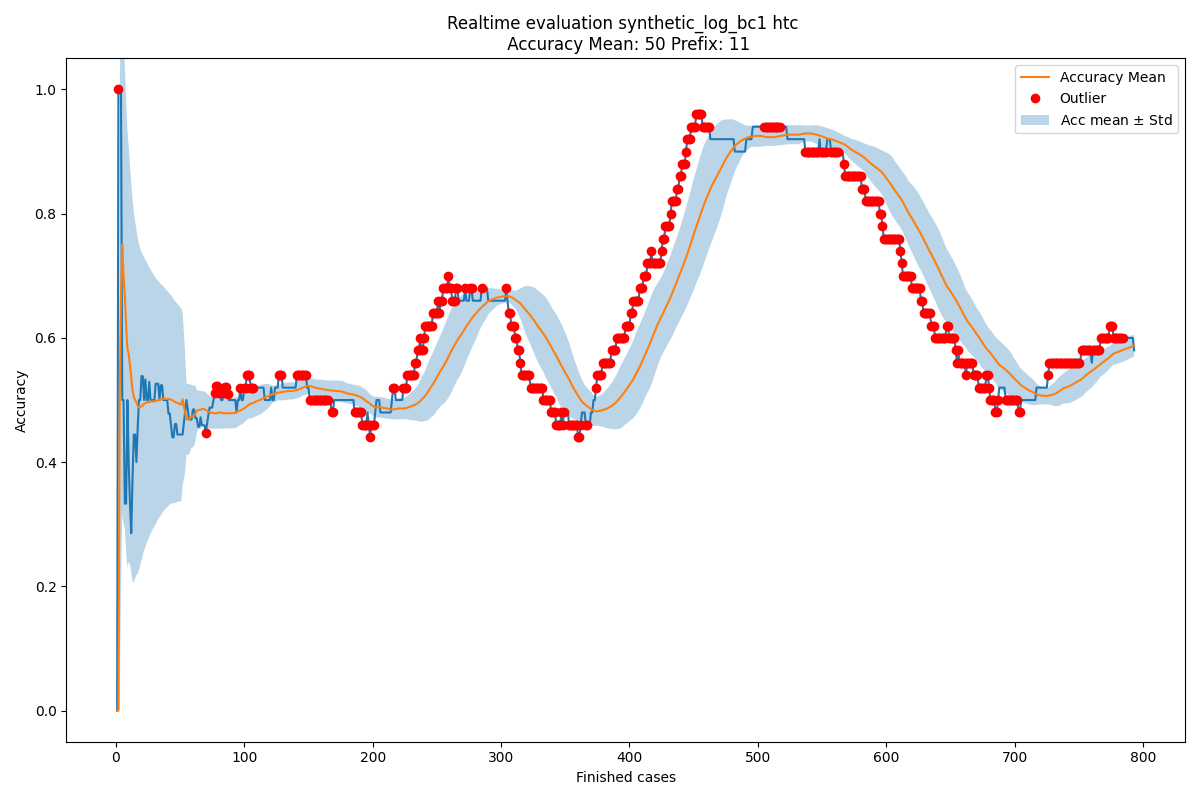 Realtime evaluation synthetic_log_bc1 htc
Accuracy Mean: 50 Prefix: 11
Accuracy Mean
Outlier
Acc mean ± Std
1.0
0.8
0.6
0.4
0.2
0.0
Accuracy
0 100 200 300 400 500 600 700 800
Finished cases